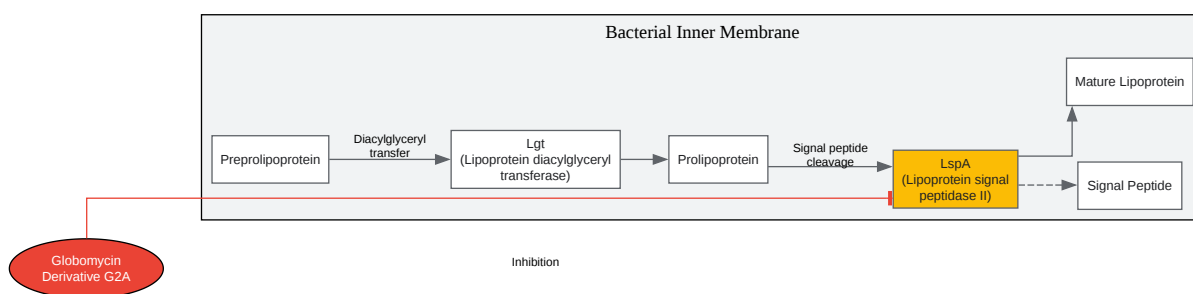 Bacterial Inner Membrane
Preprolipoprotein
Diacylglyceryl
transfer
Lgt
(Lipoprotein diacylglyceryl
transferase)
Prolipoprotein
Signal peptide
cleavage
LspA
(Lipoprotein signal
peptidase II)
Mature Lipoprotein
Signal Peptide
Globomycin
Derivative G2A
Inhibition